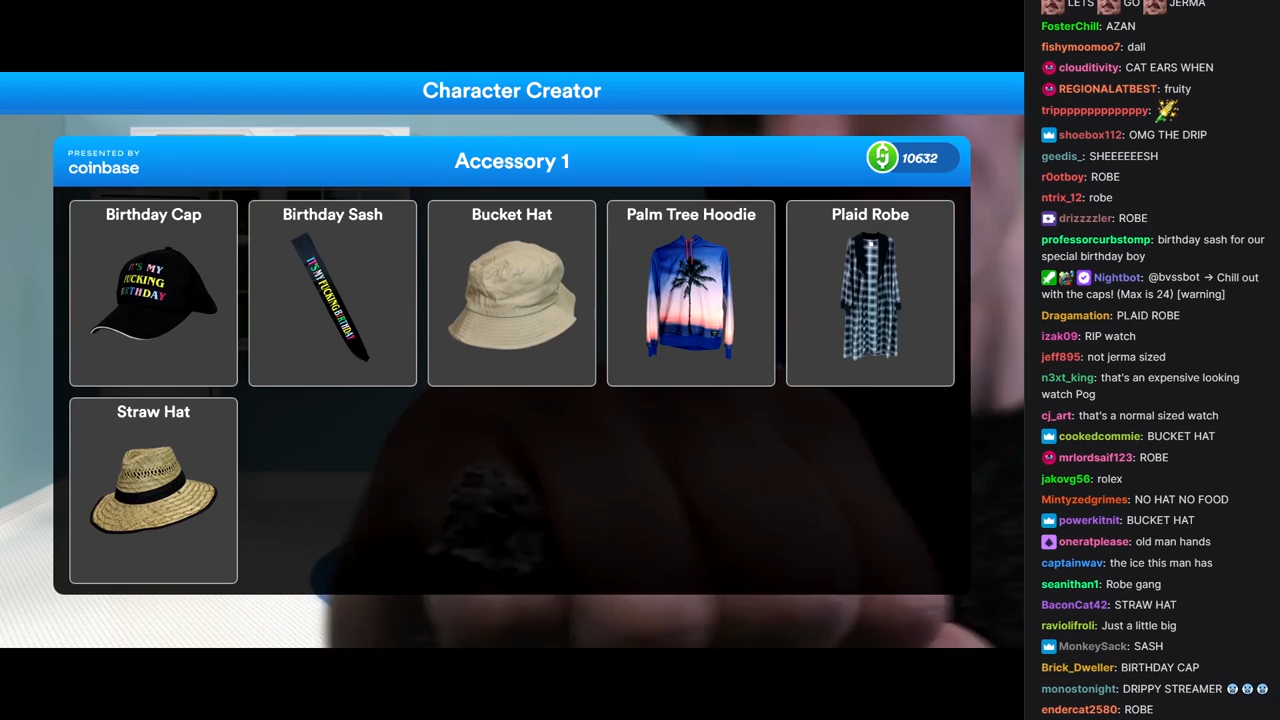 Character Creator
PRESENTED BY
coinbase
Accessory 1
10632
Birthday Cap
IT'S MY
FUCKING
BIRTHDAY
Birthday Sash
IT'S MY FUCKING BIRTHDAY
Bucket Hat
Palm Tree Hoodie
Plaid Robe
Straw Hat
LETS GO JERMA
FosterChill: AZAN
fishymoomoo7: dall
clouditivity: CAT EARS WHEN
REGIONALATBEST: fruity
tripppppppppppppy:
shoebox112: OMG THE DRIP
geedis_: SHEEEEESH
r0otboy: ROBE
ntrix_12: robe
drizzzzler: ROBE
professorcurbstomp: birthday sash for our
special birthday boy
Nightbot: @bvssbot → Chill out
with the caps! (Max is 24) [warning]
Dragamation: PLAID ROBE
izak09: RIP watch
jeff895: not jerma sized
n3xt_king: that's an expensive looking
watch Pog
cj_art: that's a normal sized watch
cookedcommie: BUCKET HAT
mrlordsaif123: ROBE
jakovg56: rolex
Mintyzedgrimes: NO HAT NO FOOD
powerkitnit: BUCKET HAT
oneratplease: old man hands
captainwav: the ice this man has
seanithan1: Robe gang
BaconCat42: STRAW HAT
raviolifroli: Just a little big
MonkeySack: SASH
Brick_Dweller: BIRTHDAY CAP
monostonight: DRIPPY STREAMER
endercat2580: ROBE